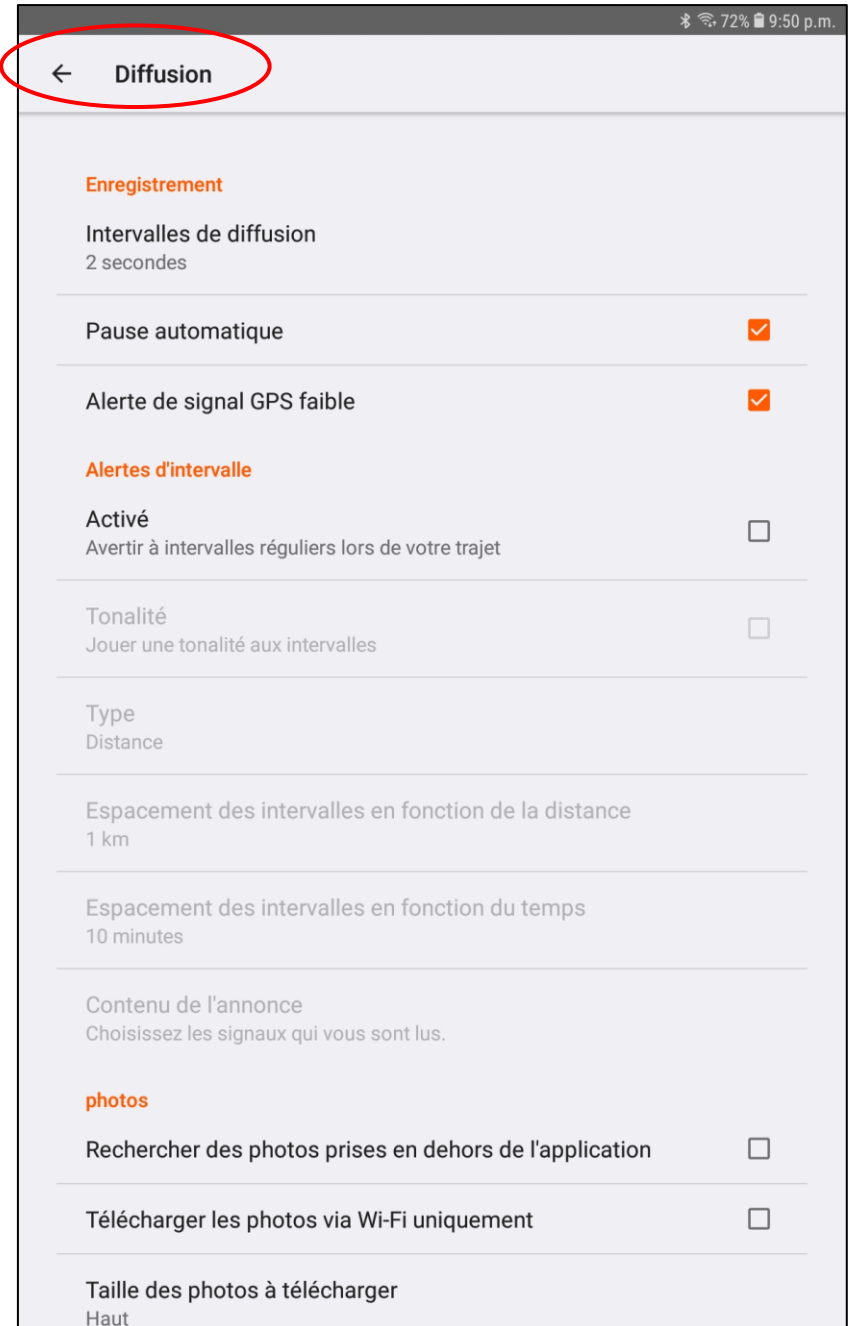 72% 9:50 p.m.
Diffusion
Enregistrement
Intervalles de diffusion
2 secondes
Pause automatique
Alerte de signal GPS faible
Alertes d'intervalle
Activé
Avertir à intervalles réguliers lors de votre trajet
Tonalité
Jouer une tonalité aux intervalles
Type
Distance
Espacement des intervalles en fonction de la distance
1 km
Espacement des intervalles en fonction du temps
10 minutes
Contenu de l'annonce
Choisissez les signaux qui vous sont lus.
photos
Rechercher des photos prises en dehors de l'application
Télécharger les photos via Wi-Fi uniquement
Taille des photos à télécharger
Haut